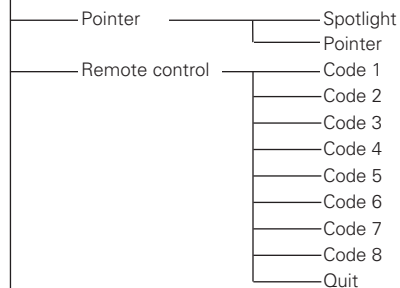 Pointer Spotlight
Pointer
Remote control Code 1
Code 2
Code 3
Code 4
Code 5
Code 6
Code 7
Code 8
Quit